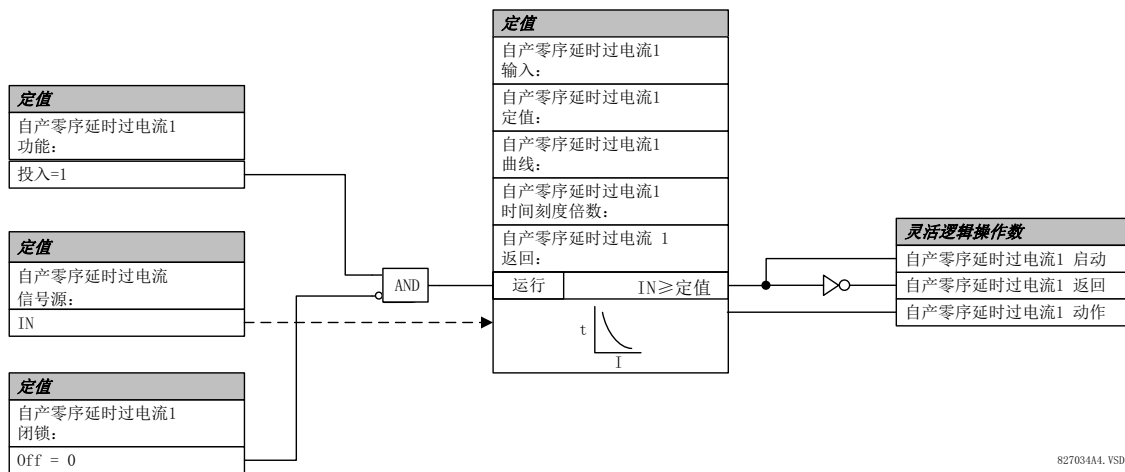 定值
自产零序延时过电流1
功能：
投入=1
定值
自产零序延时过电流
信号源：
IN
定值
自产零序延时过电流1
闭锁：
Off = 0
AND
定值
自产零序延时过电流1
输入：
自产零序延时过电流1
定值：
自产零序延时过电流1
曲线：
自产零序延时过电流1
时间刻度倍数：
自产零序延时过电流 1
返回：
运行 IN≥定值
t
I
灵活逻辑操作数
自产零序延时过电流1 启动
自产零序延时过电流1 返回
自产零序延时过电流1 动作
827034A4.VSD